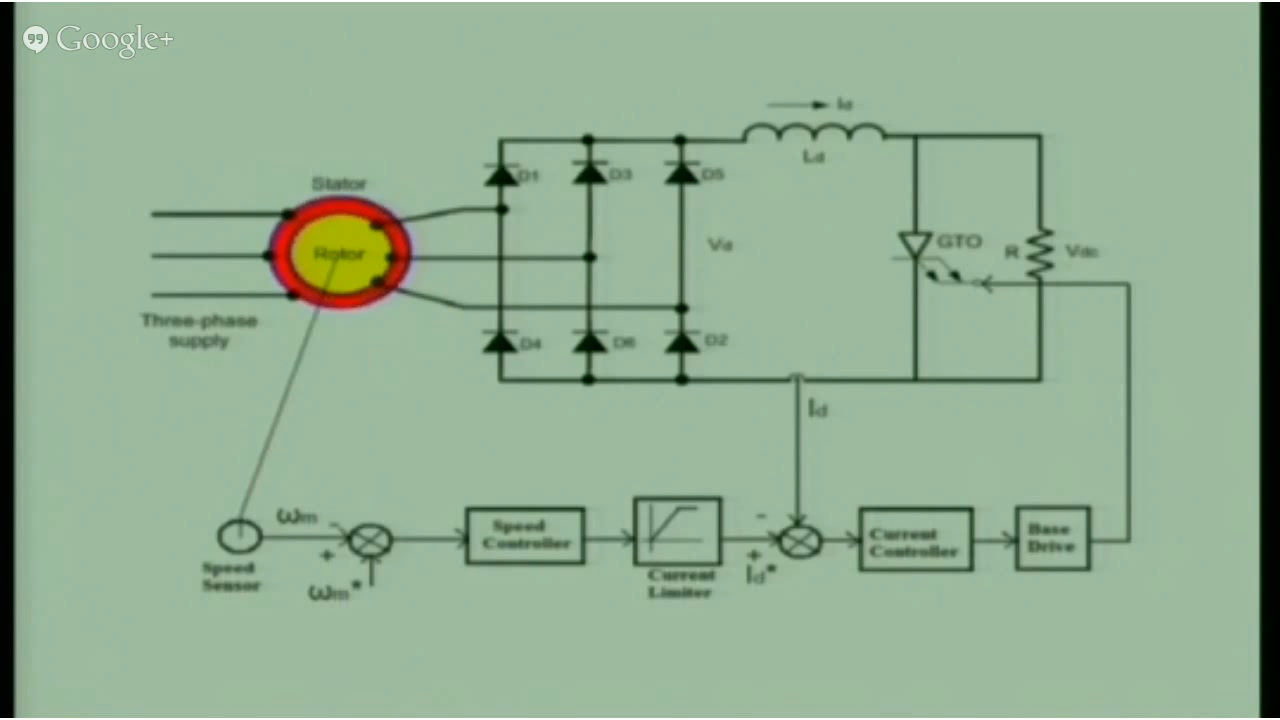 Google+
Id
Ld
Stator
D1
D3
D5
Rotor
Vd
GTO
R
Vdc
Three-phase
supply
D4
D6
D2
Id
ωm
-
+
ωm*
Speed
Sensor
Speed
Controller
Current
Limiter
-
+
Id*
Current
Controller
Base
Drive